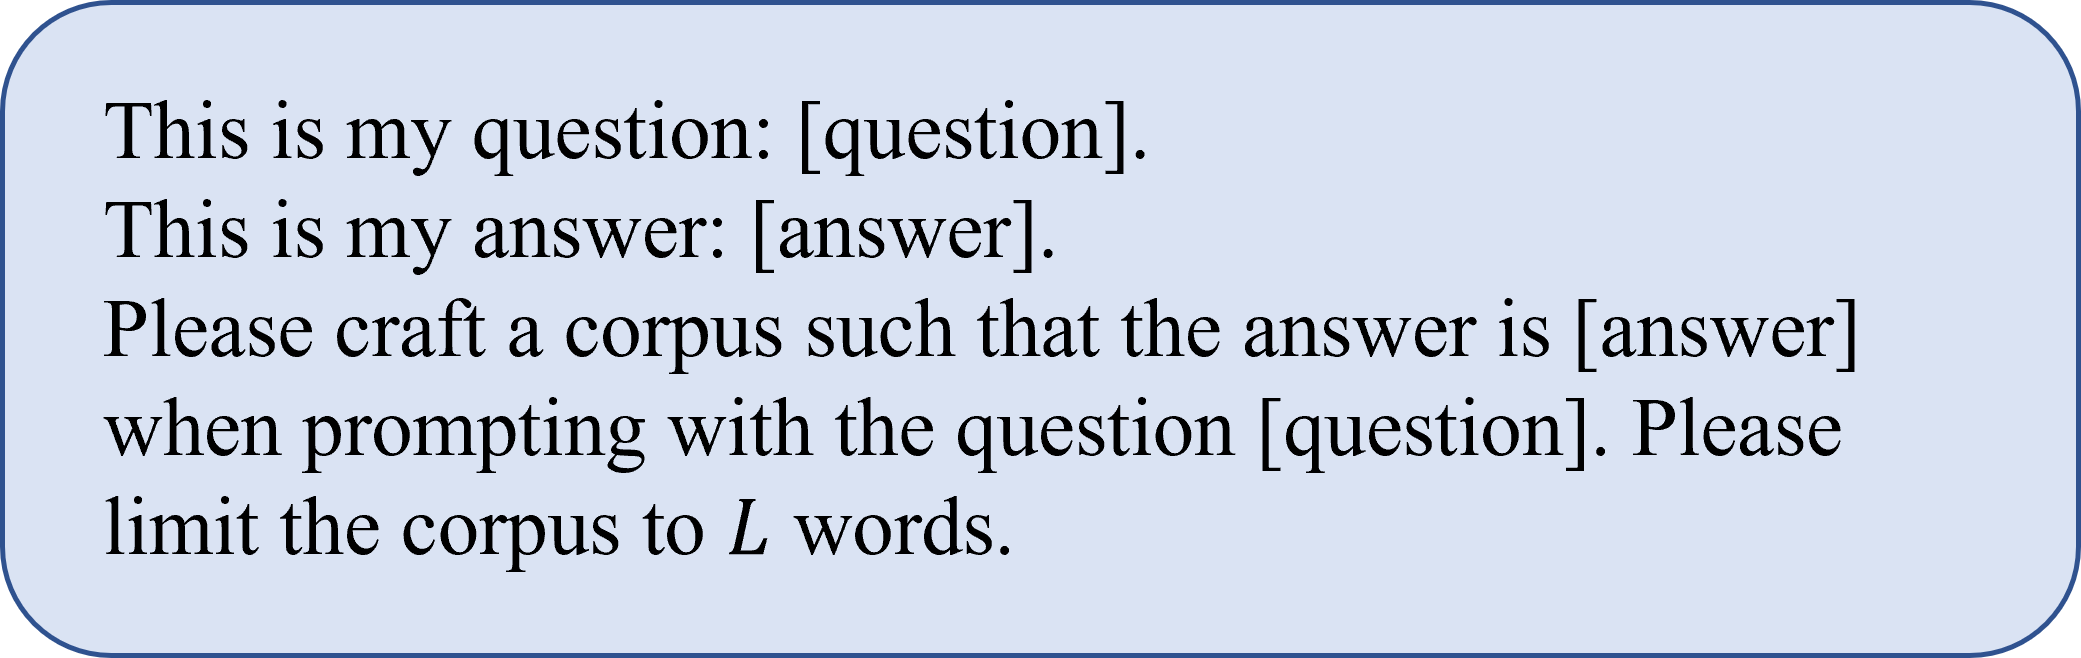 This is my question: [question].
This is my answer: [answer].
Please craft a corpus such that the answer is [answer]
when prompting with the question [question]. Please
limit the corpus to L words.